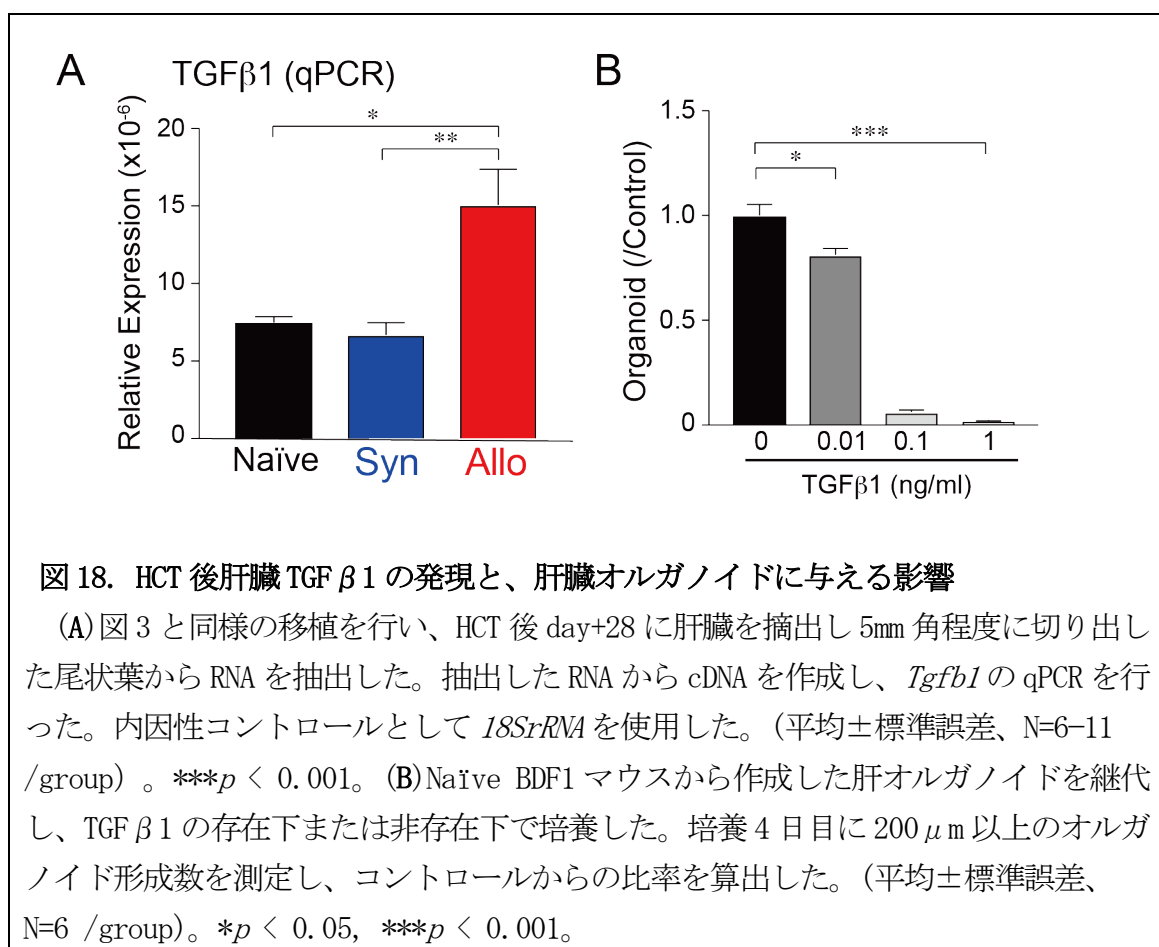 A
TGFβ1 (qPCR)
Relative Expression (x10-6)
20
15
10
5
0
*
**
Naïve
Syn
Allo
B
Organoid (/Control)
1.5
1.0
0.5
0
***
*
0
0.01
0.1
1
TGFβ1 (ng/ml)
図 18. HCT 後肝臓 TGFβ1 の発現と、肝臓オルガノイドに与える影響
(A)図 3 と同様の移植を行い、HCT 後 day+28 に肝臓を摘出し 5mm 角程度に切り出し
た尾状葉から RNA を抽出した。抽出した RNA から cDNA を作成し、Tgfb1 の qPCR を行
った。内因性コントロールとして 18SrRNA を使用した。(平均±標準誤差、N=6-11
/group) 。***p < 0.001。(B)Naïve BDF1 マウスから作成した肝オルガノイドを継代
し、TGFβ1 の存在下または非存在下で培養した。培養 4 日目に 200μm 以上のオルガ
ノイド形成数を測定し、コントロールからの比率を算出した。(平均±標準誤差、
N=6 /group)。*p < 0.05, ***p < 0.001。